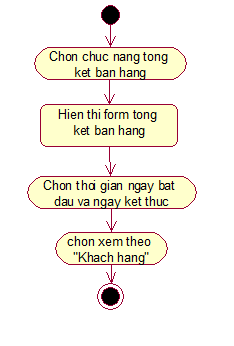 Chon chuc nang tong
ket ban hang
Hien thi form tong
ket ban hang
Chon thoi gian ngay bat
dau va ngay ket thuc
chon xem theo
"Khach hang"